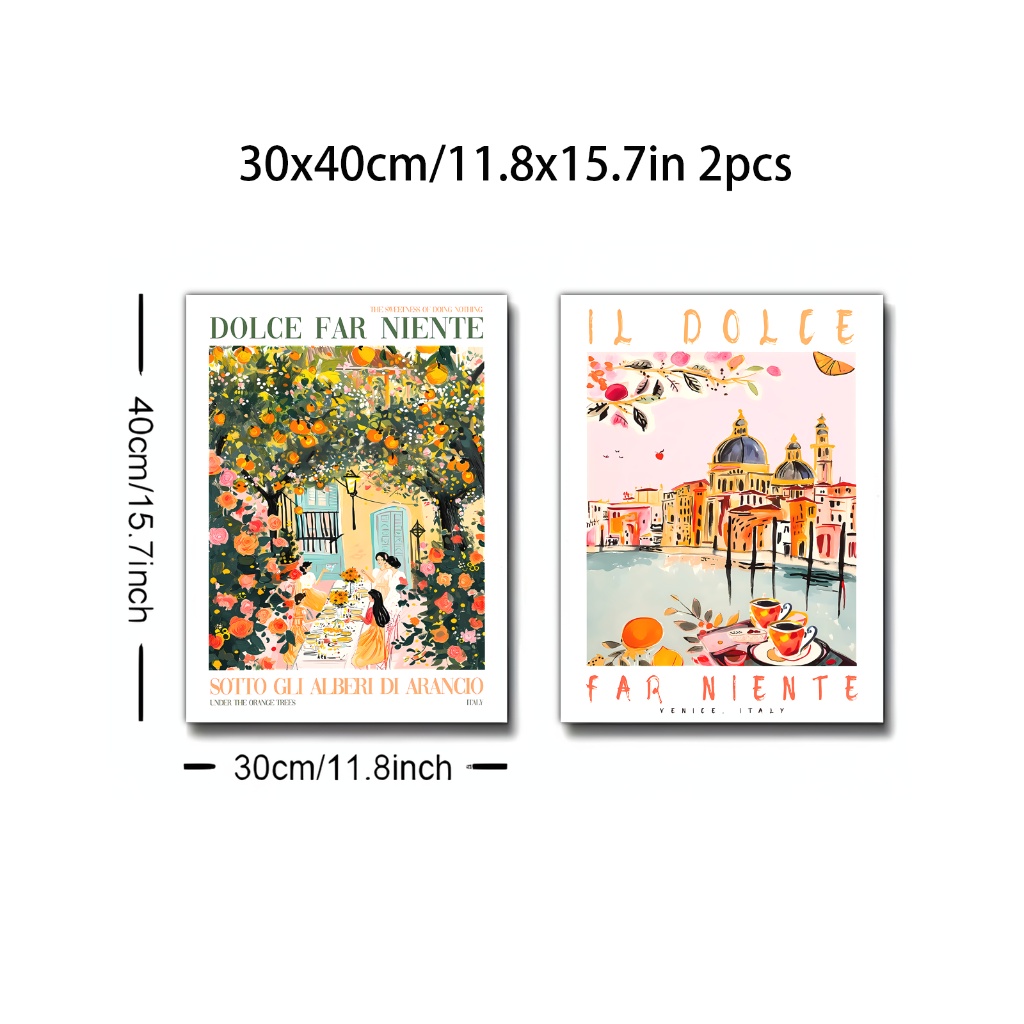 30x40cm/11.8x15.7in 2pcs
40cm/15.7inch
THE SWEETNESS OF DOING NOTHING
DOLCE FAR NIENTE
SOTTO GLI ALBERI DI ARANCIO
UNDER THE ORANGE TREES
ITALY
IL DOLCE
FAR NIENTE
VENICE, ITALY
30cm/11.8inch